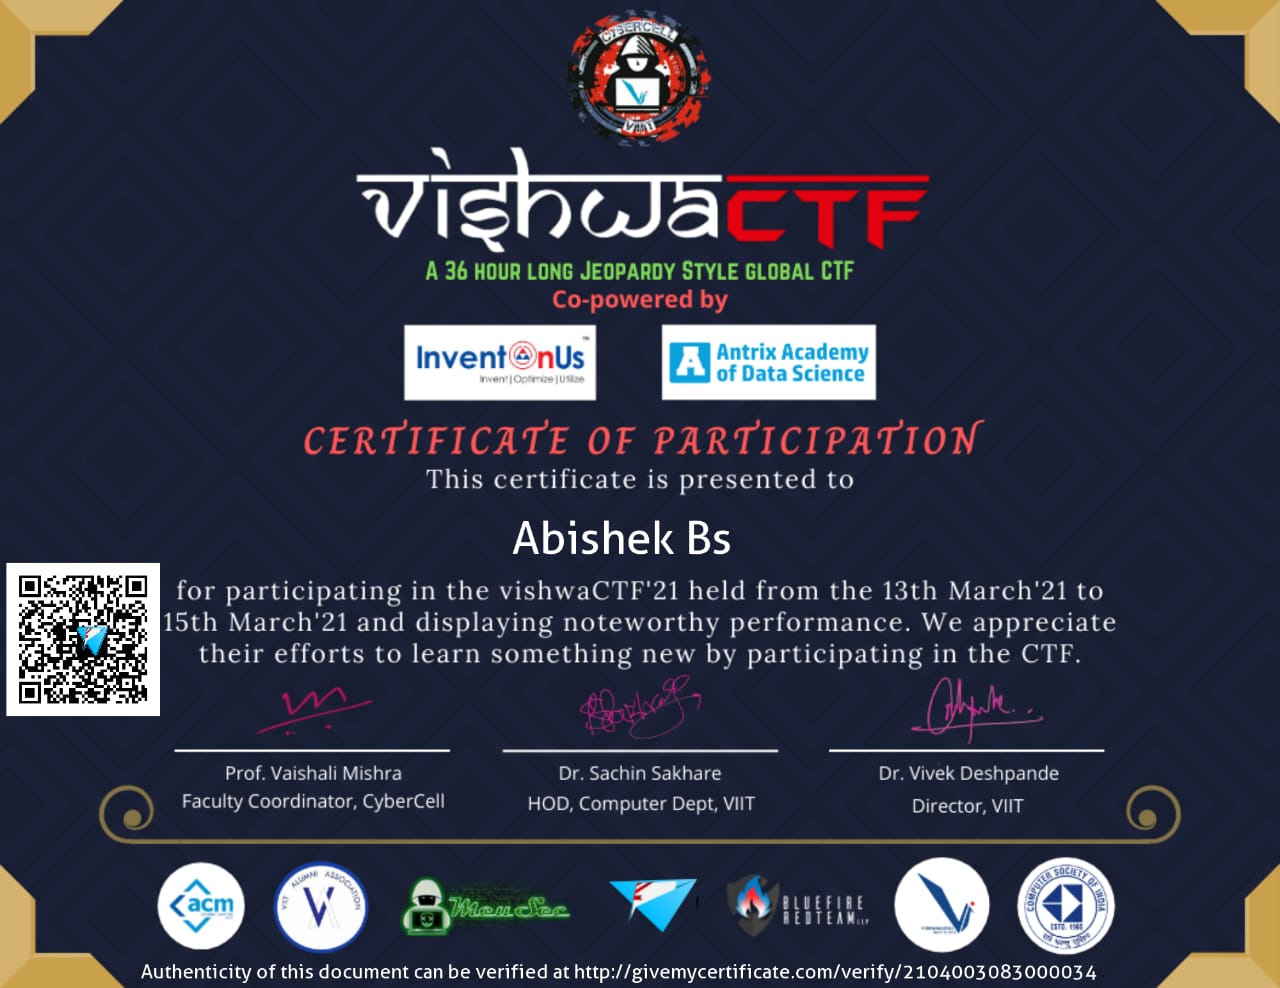 CYBERCELL
VIIT
vishwaCTF
A 36 HOUR LONG JEOPARDY STYLE GLOBAL CTF
Co-powered by
InventOnUs™
Invent | Optimize | Utilize
A Antrix Academy
of Data Science
CERTIFICATE OF PARTICIPATION
This certificate is presented to
Abishek Bs
for participating in the vishwaCTF'21 held from the 13th March'21 to
15th March'21 and displaying noteworthy performance. We appreciate
their efforts to learn something new by participating in the CTF.
Prof. Vaishali Mishra
Faculty Coordinator, CyberCell
Dr. Sachin Sakhare
HOD, Computer Dept, VIIT
Dr. Vivek Deshpande
Director, VIIT
acm
VIIT ALUMNI ASSOCIATION
BLUEFIRE
REDTEAM LLP
COMPUTER SOCIETY OF INDIA
ESTD. 1965
Authenticity of this document can be verified at http://givemycertificate.com/verify/2104003083000034